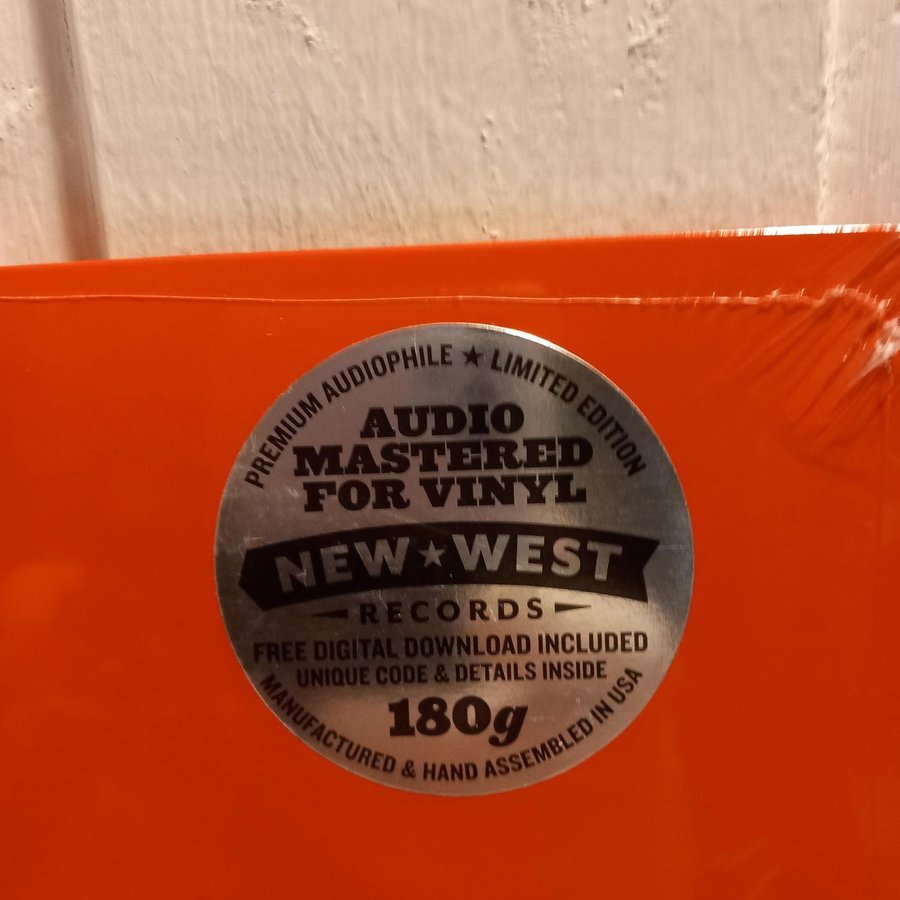 PREMIUM AUDIOPHILE ★ LIMITED EDITION
AUDIO
MASTERED
FOR VINYL
NEW★WEST
RECORDS
FREE DIGITAL DOWNLOAD INCLUDED
UNIQUE CODE & DETAILS INSIDE
180g
MANUFACTURED & HAND ASSEMBLED IN USA